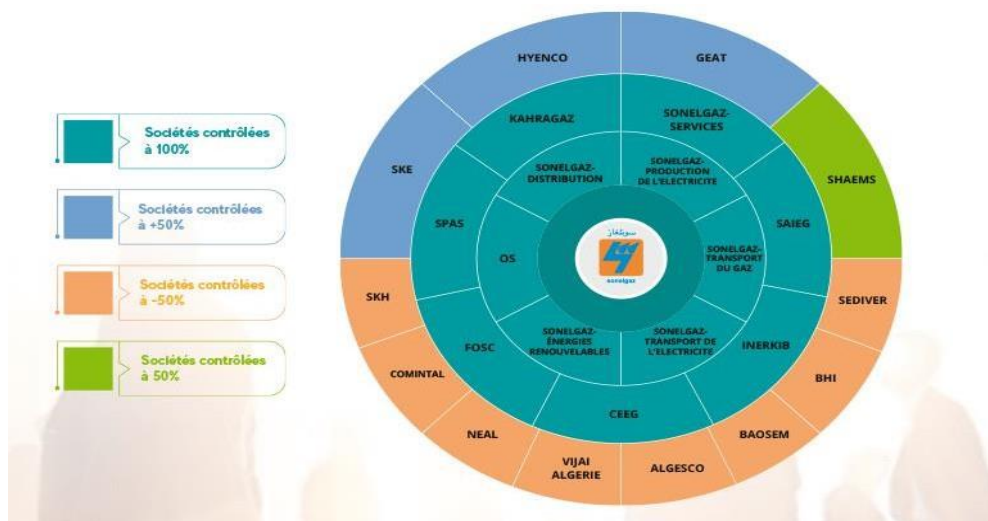 Sociétés contrôlées
à 100%
Sociétés contrôlées
à +50%
Sociétés contrôlées
à -50%
Sociétés contrôlées
à 50%
HYENCO
GEAT
SKE
SHAEMS
SKH
SEDIVER
COMINTAL
BHI
NEAL
BAOSEM
VIJAI
ALGERIE
ALGESCO
KAHRAGAZ
SONELGAZ-
SERVICES
SPAS
SAIEG
FOSC
INERKIB
CEEG
SONELGAZ-
DISTRIBUTION
SONELGAZ-
PRODUCTION
DE L'ELECTRICITE
OS
SONELGAZ-
TRANSPORT
DU GAZ
SONELGAZ-
ÉNERGIES
RENOUVELABLES
SONELGAZ-
TRANSPORT DE
L'ELECTRICITE
سونلغاز
sonelgaz